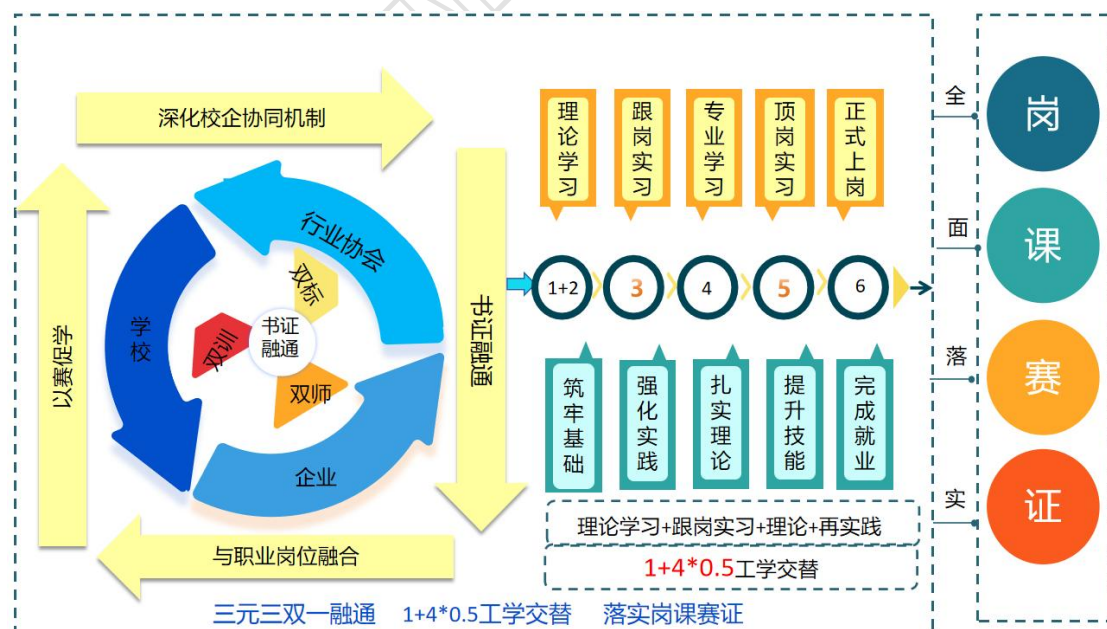 深化校企协同机制
书证融通
与职业岗位融合
以赛促学
行业协会
学校
企业
双标
双训
双师
书证
融通
理论学习
跟岗实习
专业学习
顶岗实习
正式上岗
1+2
3
4
5
6
筑牢基础
强化实践
扎实理论
提升技能
完成就业
理论学习+跟岗实习+理论+再实践
1+4*0.5工学交替
三元三双一融通 1+4*0.5工学交替 落实岗课赛证
全
面
落
实
岗
课
赛
证